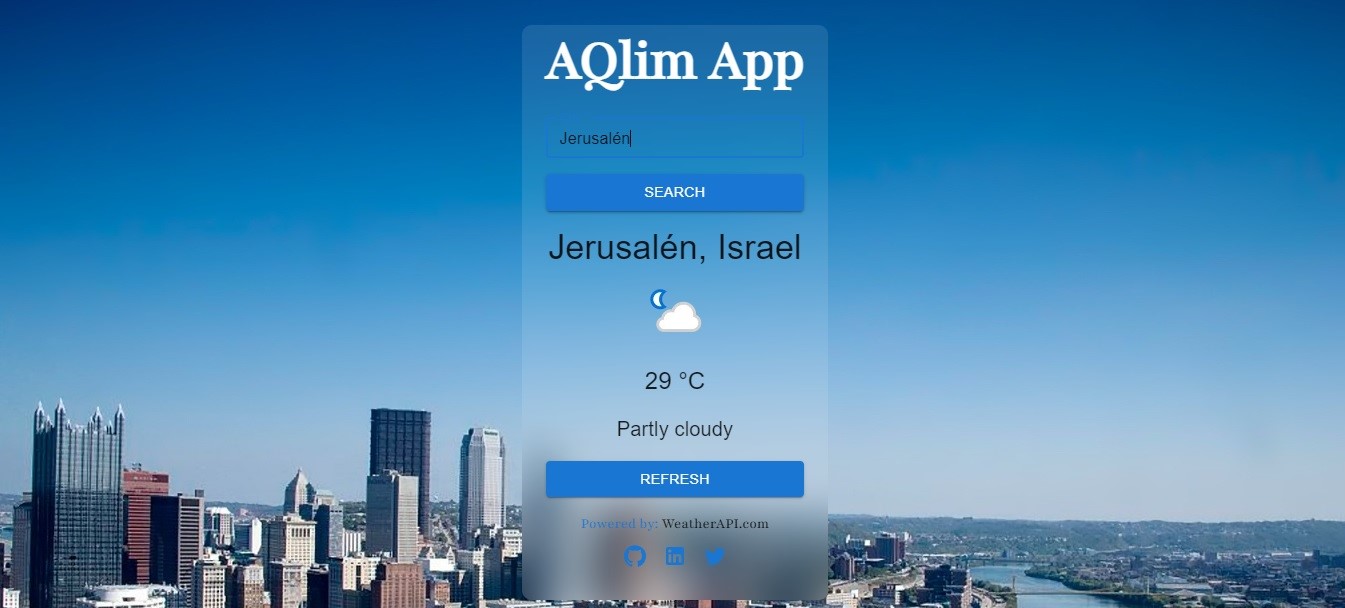 AQlim App
Jerusalén
SEARCH
Jerusalén, Israel
29 °C
Partly cloudy
REFRESH
Powered by: WeatherAPI.com